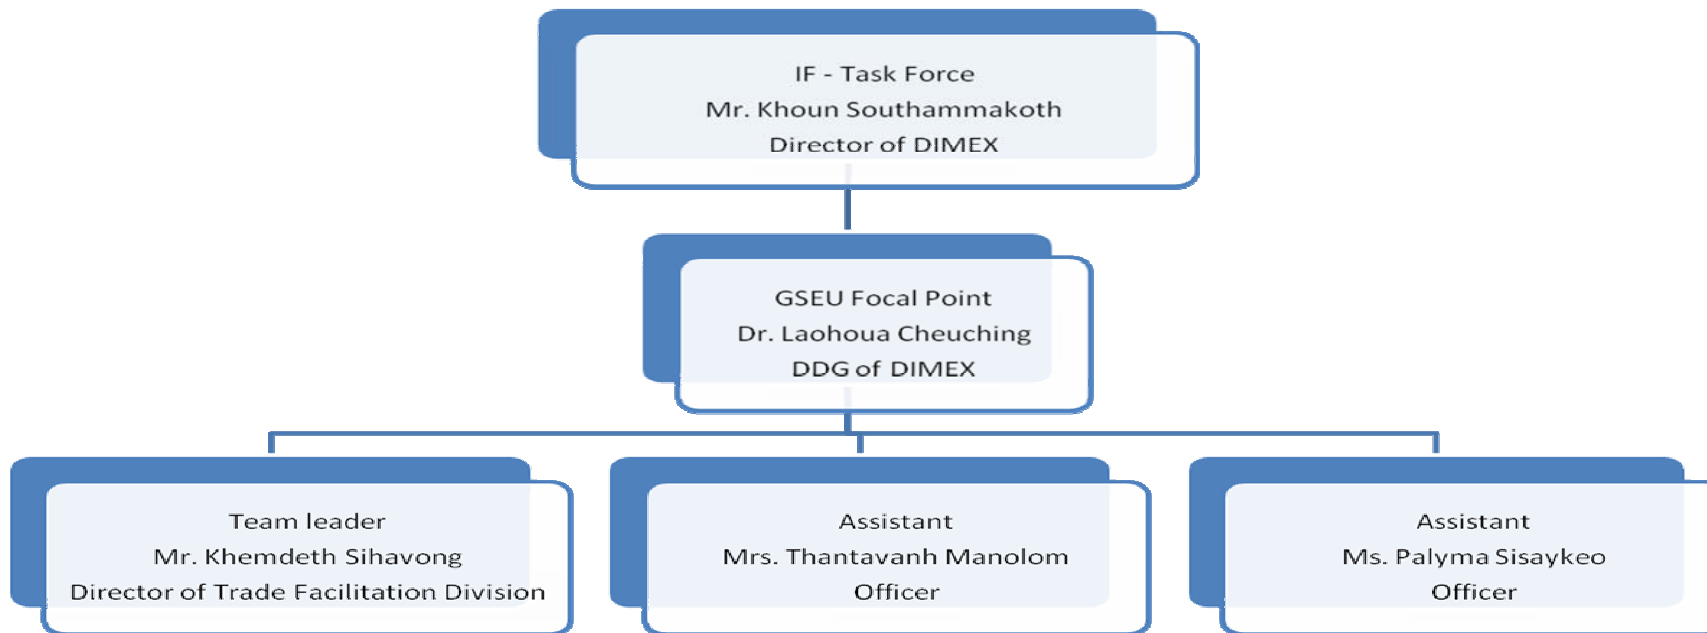 IF - Task Force
Mr. Khoun Southammakoth
Director of DIMEX
GSEU Focal Point
Dr. Laohoua Cheuching
DDG of DIMEX
Team leader
Mr. Khemdeth Sihavong
Director of Trade Facilitation Division
Assistant
Mrs. Thantavanh Manolom
Officer
Assistant
Ms. Palyma Sisaykeo
Officer